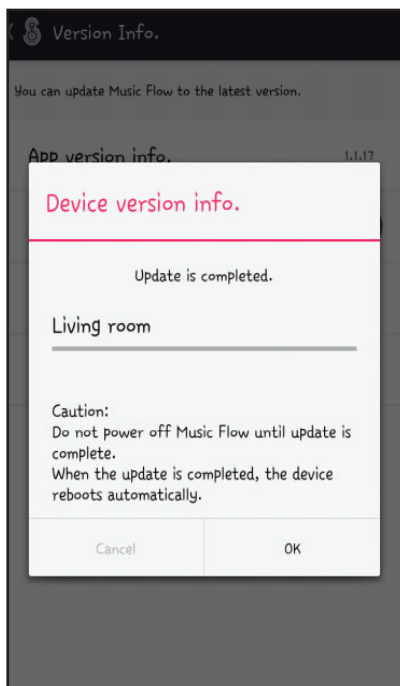 Version Info.
You can update Music Flow to the latest version.
App version info.
1.1.17
Device version info.
Update is completed.
Living room
Caution:
Do not power off Music Flow until update is
complete.
When the update is completed, the device
reboots automatically.
Cancel
OK